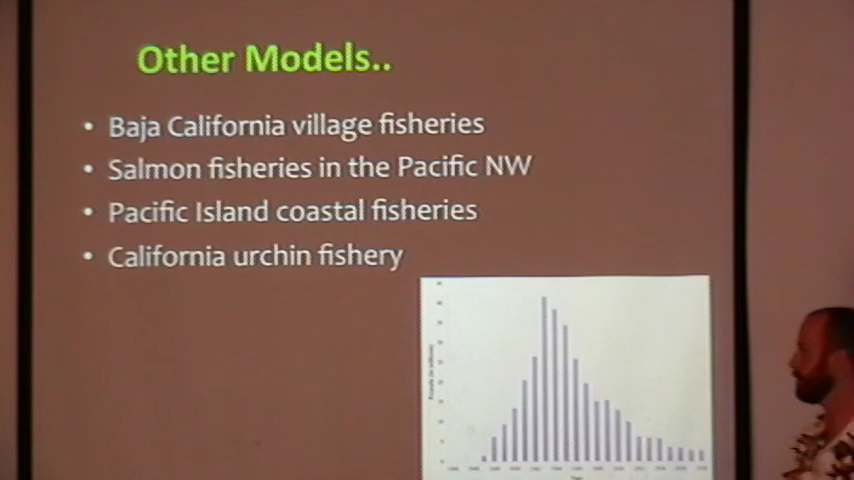 Other Models..
• Baja California village fisheries
• Salmon fisheries in the Pacific NW
• Pacific Island coastal fisheries
• California urchin fishery